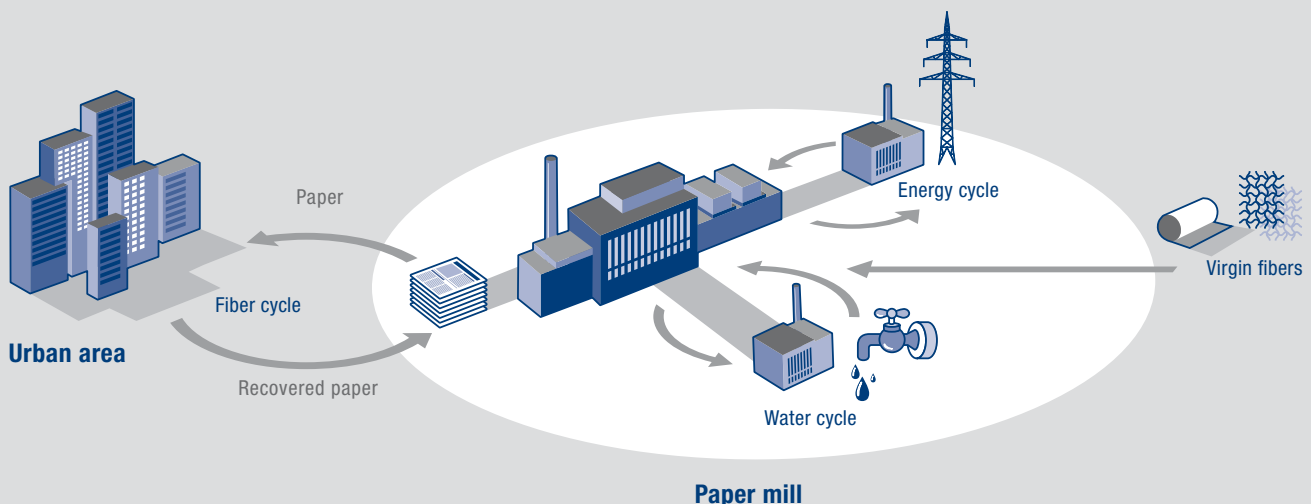 Paper
Energy cycle
Fiber cycle
Virgin fibers
Urban area
Recovered paper
Water cycle
Paper mill